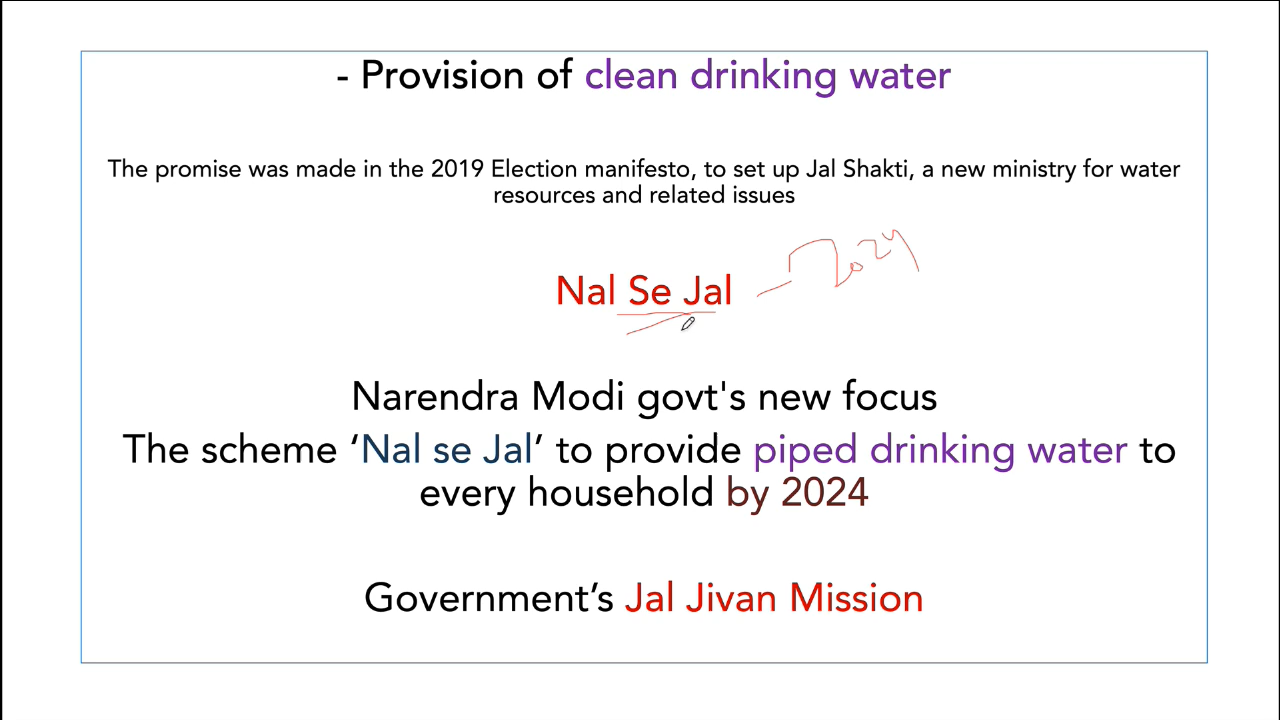 - Provision of clean drinking water
The promise was made in the 2019 Election manifesto, to set up Jal Shakti, a new ministry for water
resources and related issues
Nal Se Jal
2024
Narendra Modi govt's new focus
The scheme ‘Nal se Jal’ to provide piped drinking water to
every household by 2024
Government’s Jal Jivan Mission